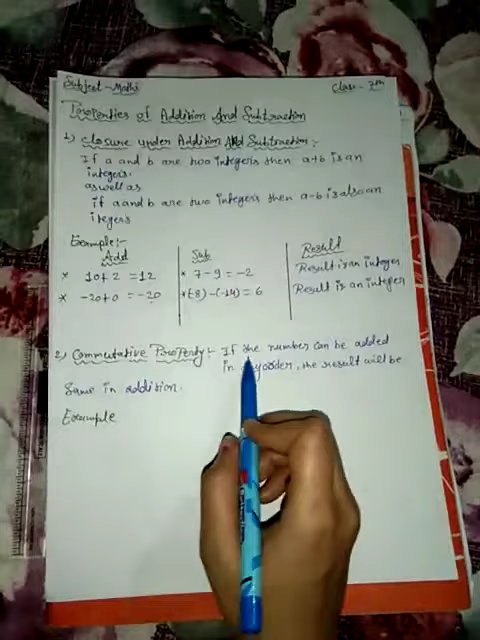 Subject - Maths
Class - 7th
Properties of Addition And Subtraction
1) Closure under Addition And Subtraction:-
If a and b are two integers then a+b is an
integers.
as well as
if a and b are two integers then a-b is also an
itegers
Example:-
Add
Sub
Result
* 10+2 =12
* 7-9 = -2
Result is an integer
* -20+0 = -20
* (-8) -(-14) = 6
Result is an integer
2) Commutative Property:- If the number can be added
in order, the result will be
Same in addition.
Example